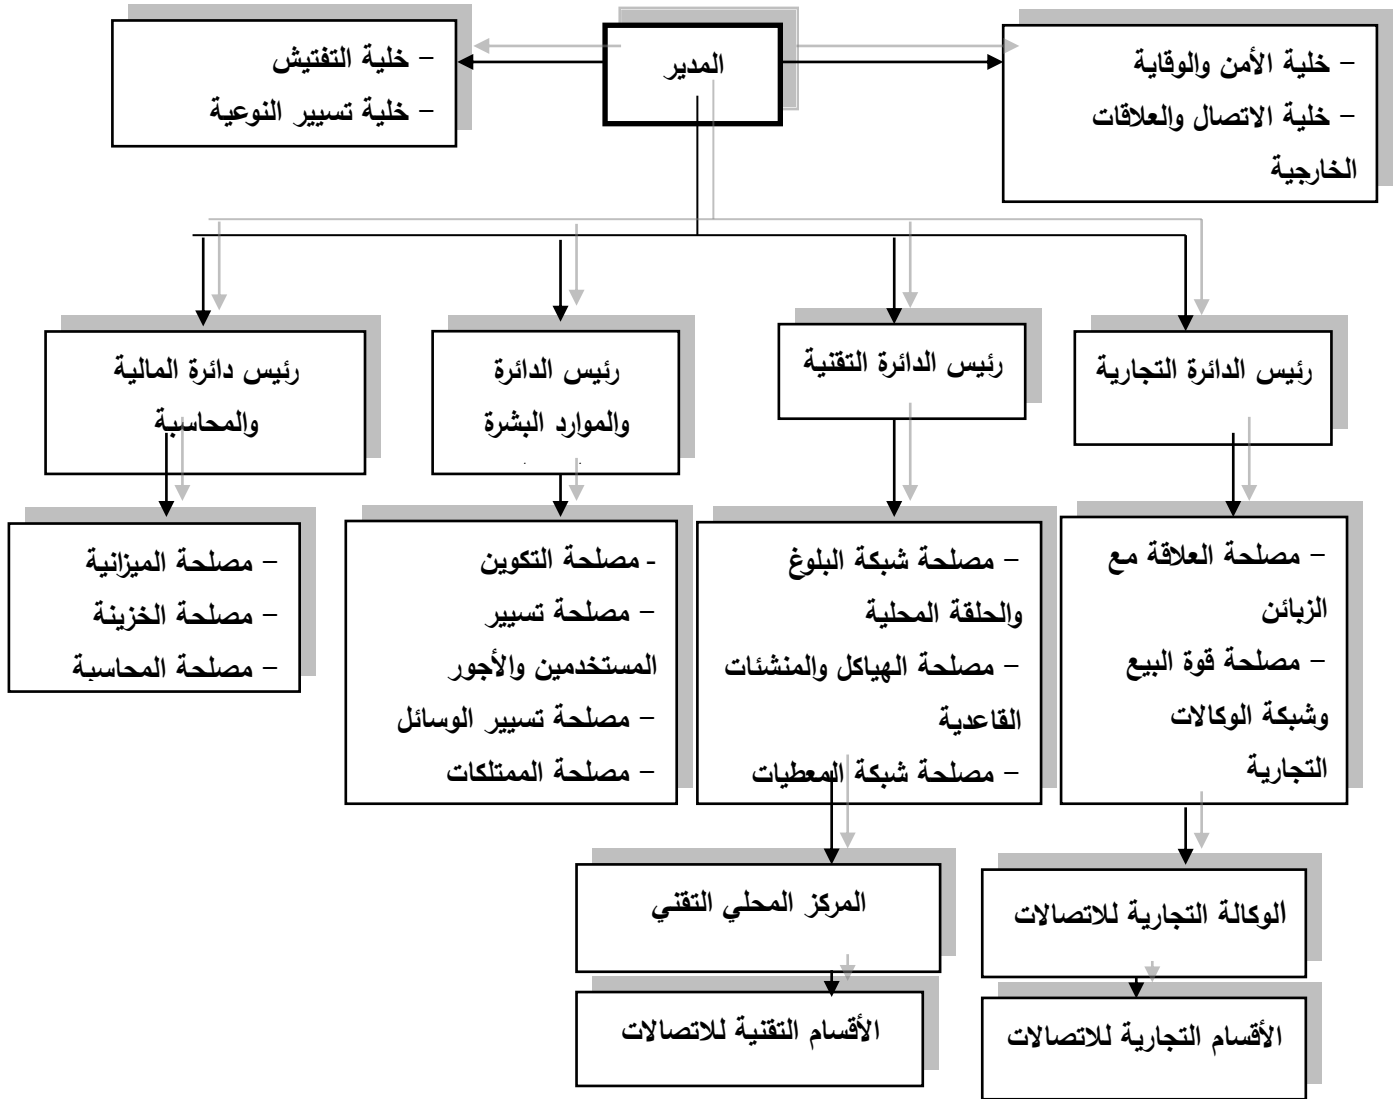 المدير
– خلية الأمن والوقاية
– خلية الاتصال والعلاقات
الخارجية
– خلية التفتيش
– خلية تسيير النوعية
رئيس الدائرة التجارية
رئيس الدائرة التقنية
رئيس الدائرة
والموارد البشرة
رئيس دائرة المالية
والمحاسبة
– مصلحة العلاقة مع
الزبائن
– مصلحة قوة البيع
وشبكة الوكالات
التجارية
– مصلحة شبكة البلوغ
والحلقة المحلية
– مصلحة الهياكل والمنشئات
القاعدية
– مصلحة شبكة المعطيات
- مصلحة التكوين
– مصلحة تسيير
المستخدمين والأجور
– مصلحة تسيير الوسائل
– مصلحة الممتلكات
– مصلحة الميزانية
– مصلحة الخزينة
– مصلحة المحاسبة
الوكالة التجارية للاتصالات
المركز المحلي التقني
الأقسام التجارية للاتصالات
الأقسام التقنية للاتصالات